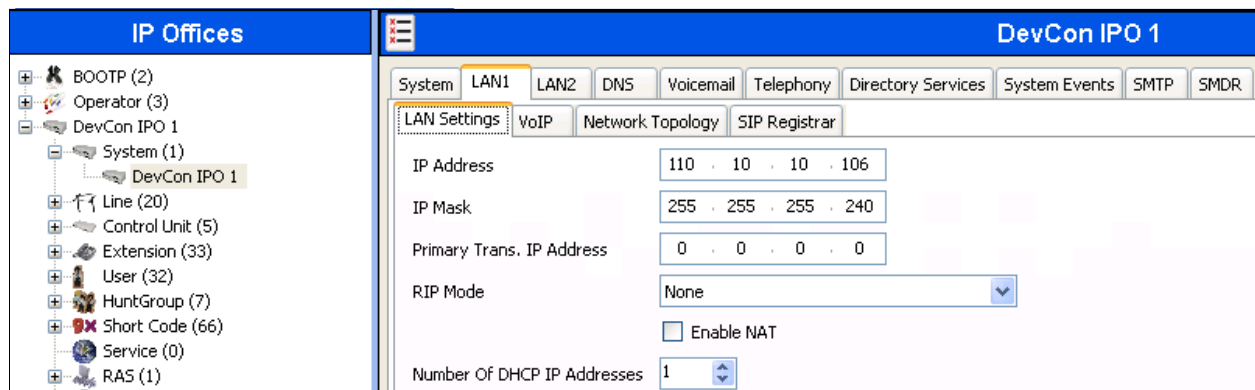 IP Offices
BOOTP (2)
Operator (3)
DevCon IPO 1
System (1)
DevCon IPO 1
Line (20)
Control Unit (5)
Extension (33)
User (32)
HuntGroup (7)
Short Code (66)
Service (0)
RAS (1)
DevCon IPO 1
System LAN1 LAN2 DNS Voicemail Telephony Directory Services System Events SMTP SMDR
LAN Settings VoIP Network Topology SIP Registrar
IP Address 110 . 10 . 10 . 106
IP Mask 255 . 255 . 255 . 240
Primary Trans. IP Address 0 . 0 . 0 . 0
RIP Mode None
Enable NAT
Number Of DHCP IP Addresses 1